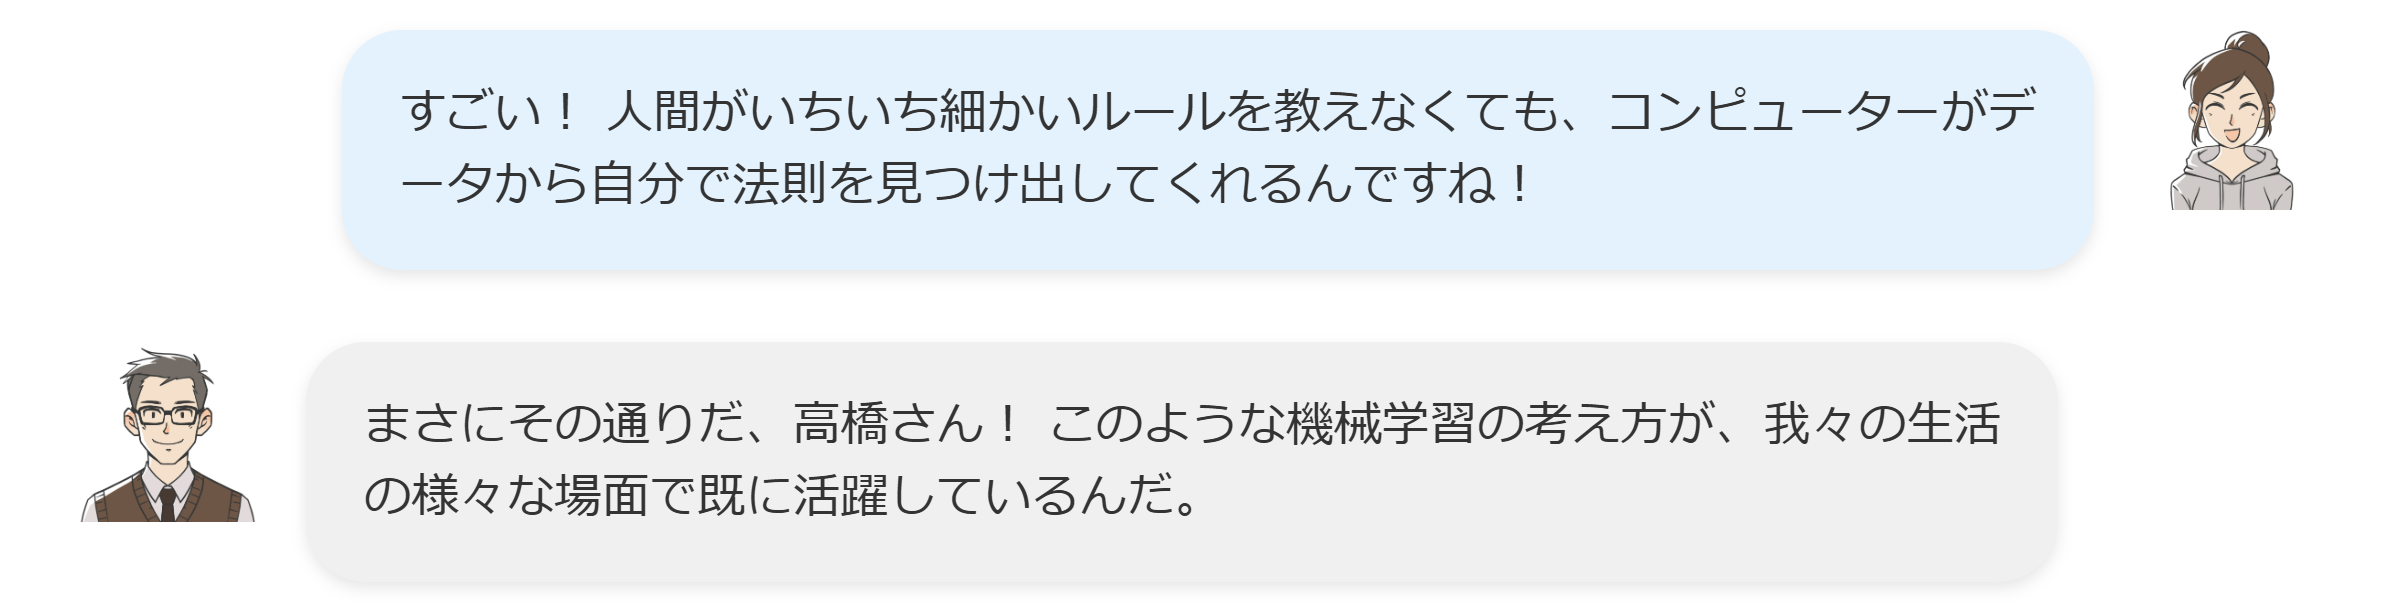 すごい！ 人間がいちいち細かいルールを教えなくても、コンピューターがデ
ータから自分で法則を見つけ出してくれるんですね！
まさにその通りだ、高橋さん！ このような機械学習の考え方が、我々の生活
の様々な場面で既に活躍しているんだ。